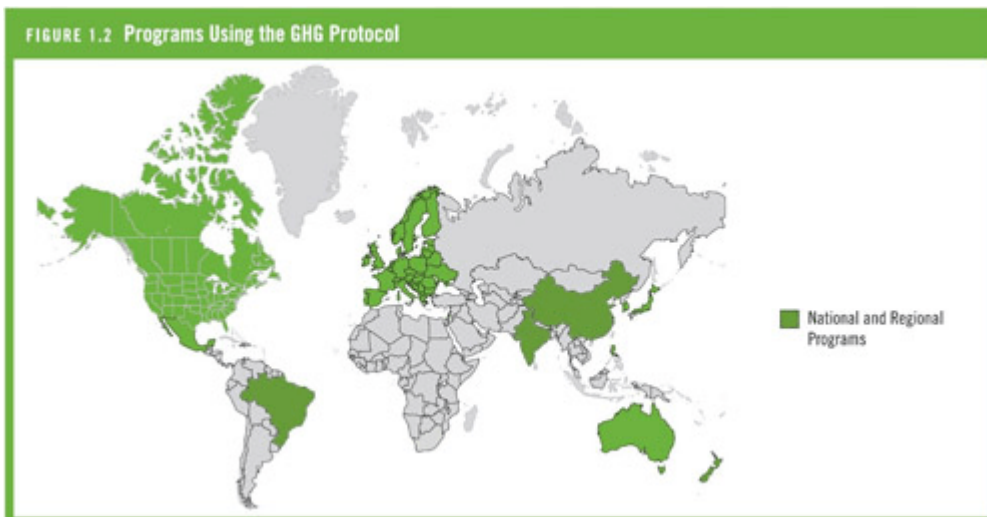 FIGURE 1.2 Programs Using the GHG Protocol
National and Regional
Programs